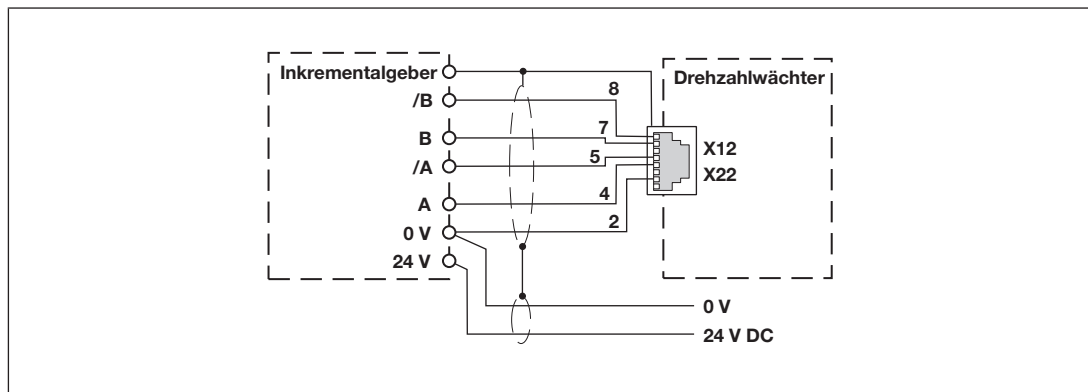 Inkrementalgeber
Drehzahlwächter
/B
8
B
7
X12
/A
5
X22
A
4
0 V
2
24 V
0 V
24 V DC